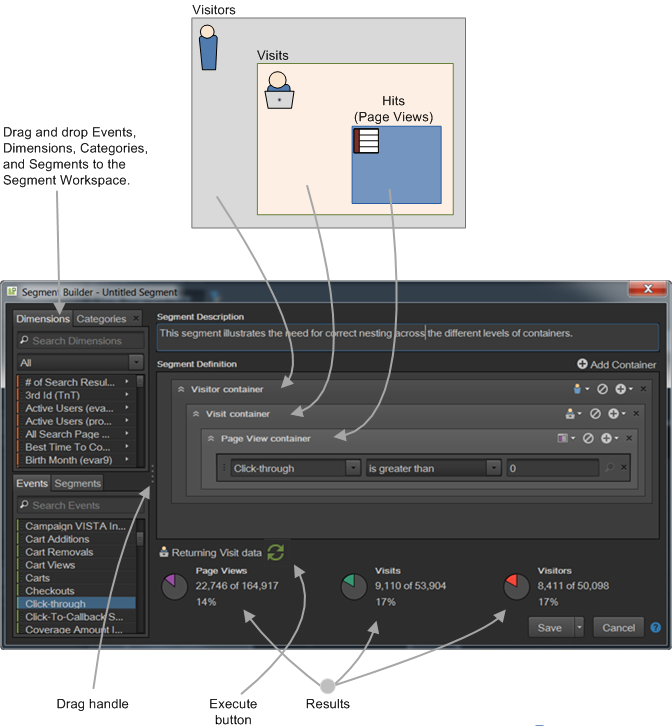 Visitors
Visits
Hits
(Page Views)
Drag and drop Events,
Dimensions, Categories,
and Segments to the
Segment Workspace.
Segment Builder - Untitled Segment
Dimensions Categories
Search Dimensions
All
# of Search Resul...
3rd Id (TnT)
Active Users (eva...
Active Users (pro...
All Search Page ...
Best Time To Co...
Birth Month (evar9)
Events Segments
Search Events
Campaign VISTA In...
Cart Additions
Cart Removals
Cart Views
Carts
Checkouts
Click-through
Click-To-Callback S...
Coverage Amount I...
Segment Description
This segment illustrates the need for correct nesting across the different levels of containers.
Segment Definition
Add Container
Visitor container
Visit container
Page View container
Click-through is greater than 0
Returning Visit data
Page Views
22,746 of 164,917
14%
Visits
9,110 of 53,904
17%
Visitors
8,411 of 50,098
17%
Save
Cancel
?
Drag handle
Execute
button
Results